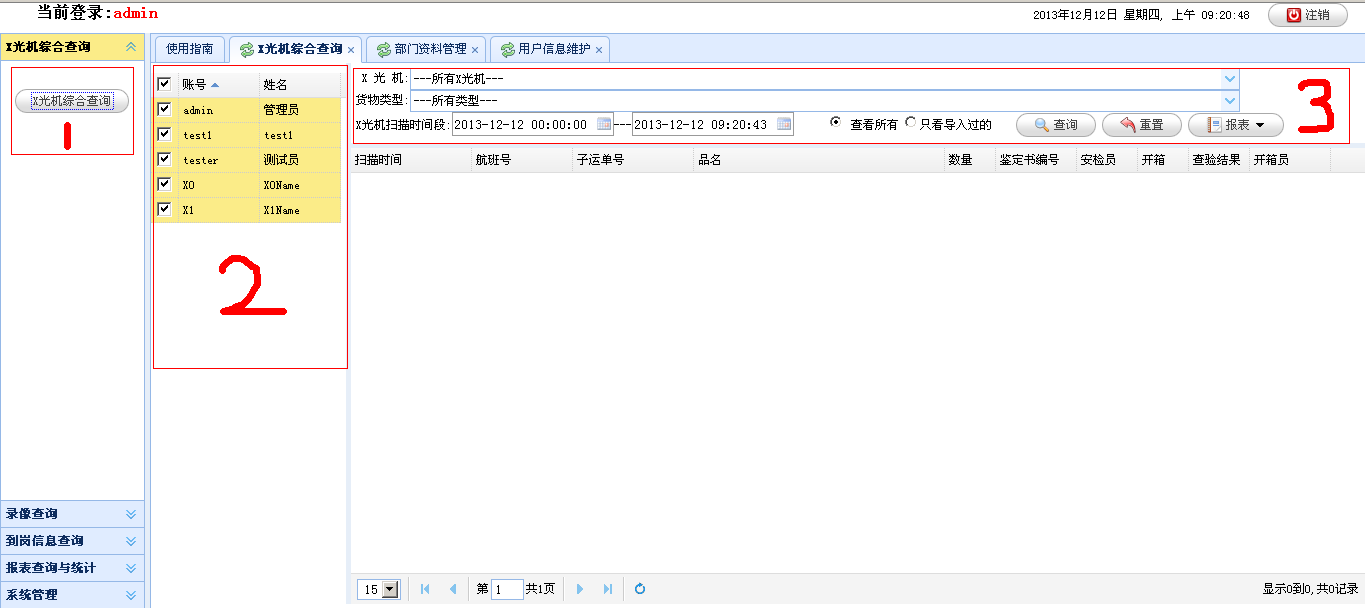 当前登录:admin
2013年12月12日 星期四, 上午 09:20:48 注销
X光机综合查询
使用指南 X光机综合查询 × 部门资料管理 × 用户信息维护 ×
X光机综合查询
1
账号 姓名
admin 管理员
test1 test1
tester 测试员
X0 X0Name
X1 X1Name
2
X 光 机: ---所有X光机---
货物类型: ---所有类型---
X光机扫描时间段: 2013-12-12 00:00:00 --- 2013-12-12 09:20:43 查看所有 只看导入过的 查询 重置 报表
3
扫描时间 航班号 子运单号 品名 数量 鉴定书编号 安检员 开箱 查验结果 开箱员
录像查询
到岗信息查询
报表查询与统计
系统管理
15 第 1 共1页 显示0到0, 共0记录